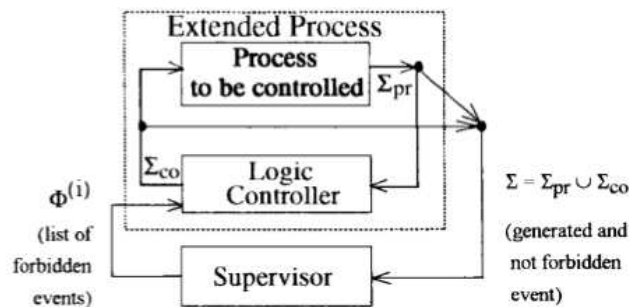 Extended Process
Process
to be controlled
Σpr
Σco
Logic
Controller
Φ(i)
(list of
forbidden
events)
Σ = Σpr ∪ Σco
(generated and
not forbidden
event)
Supervisor